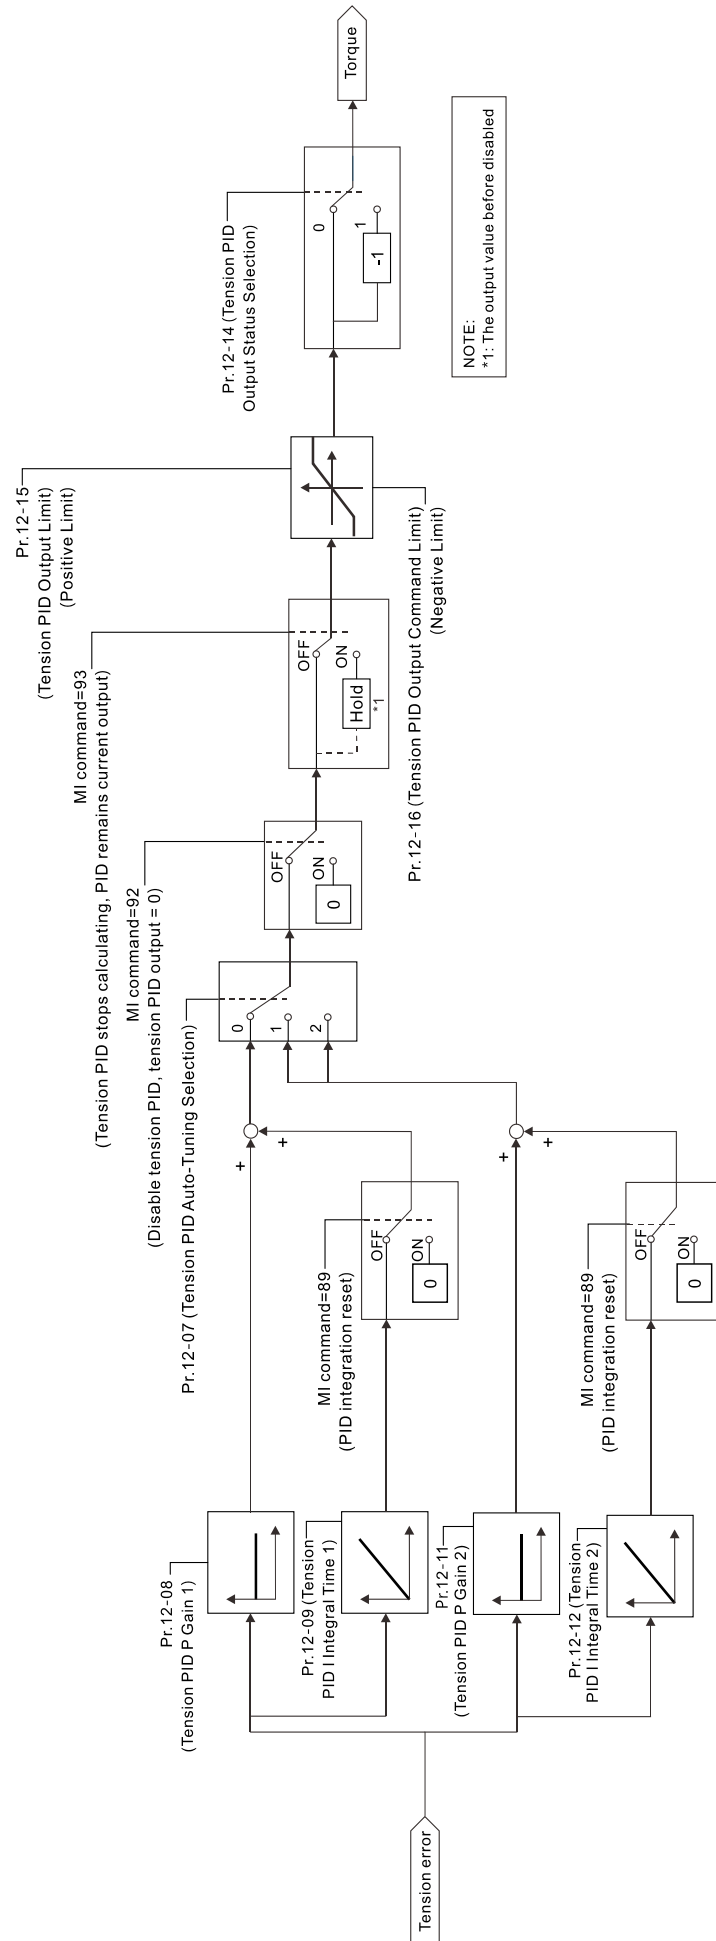 Tension error
Pr.12-08
(Tension PID P Gain 1)
Pr.12-09 (Tension
PID I Integral Time 1)
Pr.12-11
(Tension PID P Gain 2)
Pr.12-12 (Tension
PID I Integral Time 2)
MI command=89
(PID integration reset)
OFF
ON
0
MI command=89
(PID integration reset)
OFF
ON
0
+
+
+
+
Pr.12-07 (Tension PID Auto-Tuning Selection)
0
1
2
MI command=92
(Disable tension PID, tension PID output = 0)
OFF
ON
0
MI command=93
(Tension PID stops calculating, PID remains current output)
OFF
ON
Hold
*1
Pr.12-15
(Tension PID Output Limit)
(Positive Limit)
Pr.12-16 (Tension PID Output Command Limit)
(Negative Limit)
Pr.12-14 (Tension PID
Output Status Selection)
0
1
-1
Torque
NOTE:
*1: The output value before disabled